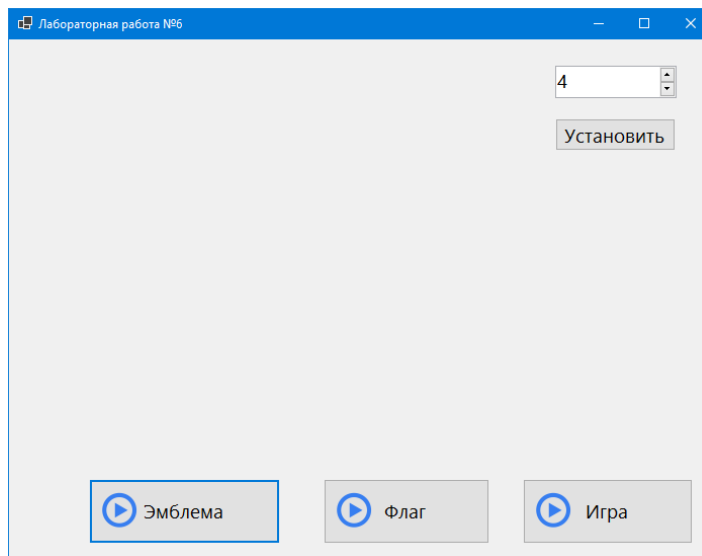 Лабораторная работа №6
4
Установить
Эмблема
Флаг
Игра